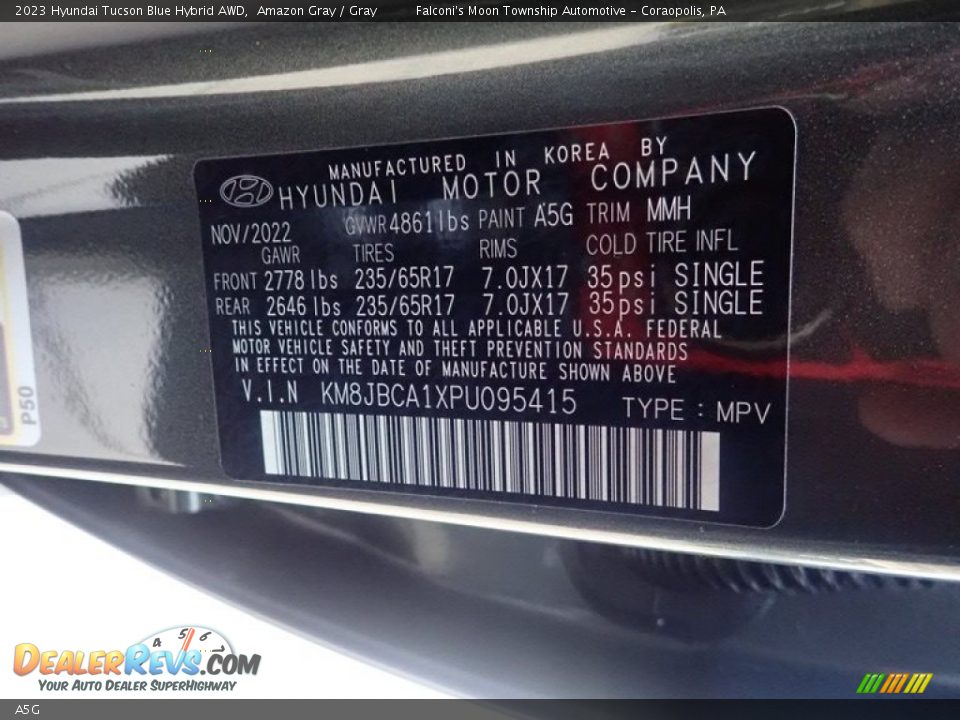 2023 Hyundai Tucson Blue Hybrid AWD, Amazon Gray / Gray Falconi's Moon Township Automotive - Coraopolis, PA
MANUFACTURED IN KOREA BY
HYUNDAI MOTOR COMPANY
NOV/2022 GVWR 4861 lbs PAINT A5G TRIM MMH
GAWR TIRES RIMS COLD TIRE INFL
FRONT 2778 lbs 235/65R17 7.0JX17 35psi SINGLE
REAR 2646 lbs 235/65R17 7.0JX17 35psi SINGLE
THIS VEHICLE CONFORMS TO ALL APPLICABLE U.S.A. FEDERAL
MOTOR VEHICLE SAFETY AND THEFT PREVENTION STANDARDS
IN EFFECT ON THE DATE OF MANUFACTURE SHOWN ABOVE
V.I.N KM8JBCA1XPU095415 TYPE : MPV
P50
4 5 6
DEALERREVS.COM
YOUR AUTO DEALER SUPERHIGHWAY
A5G